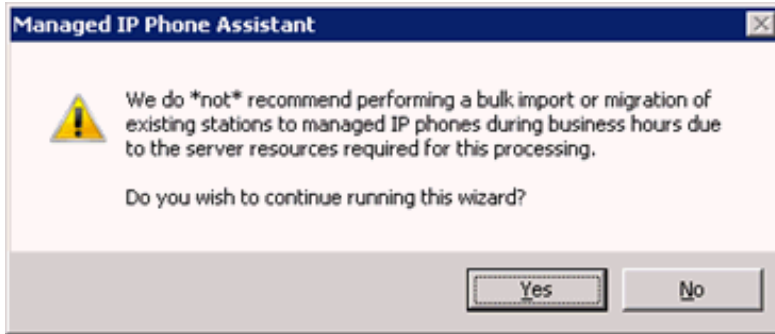 Managed IP Phone Assistant
We do *not* recommend performing a bulk import or migration of
existing stations to managed IP phones during business hours due
to the server resources required for this processing.
Do you wish to continue running this wizard?
Yes
No